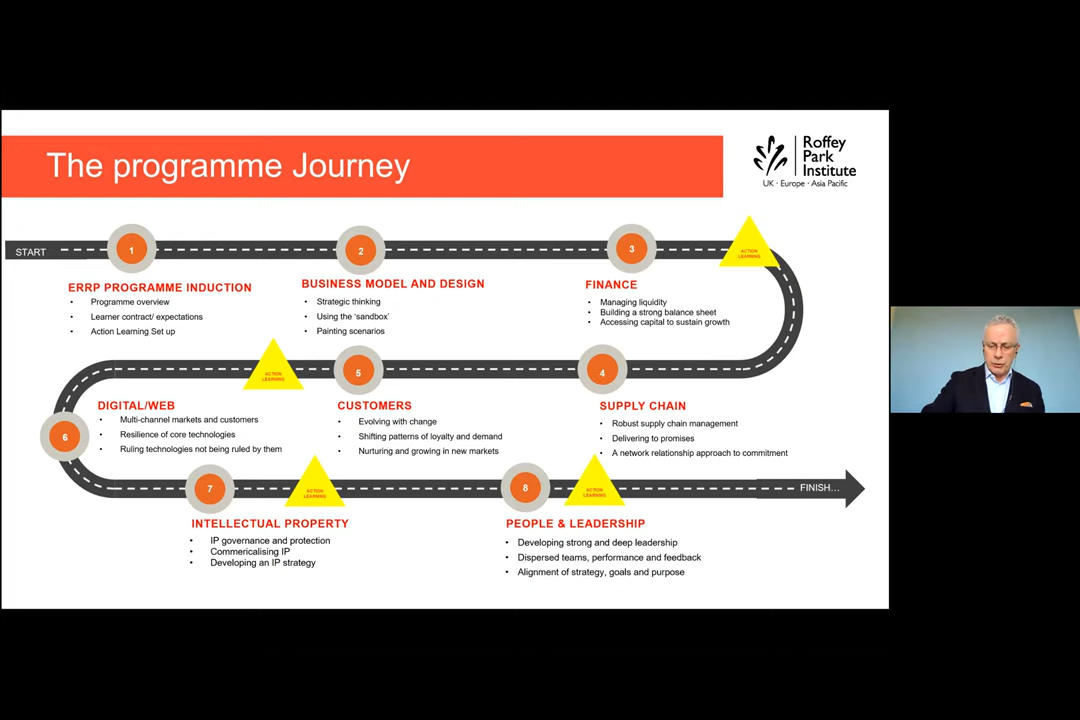 The programme Journey
Roffey
Park
Institute
UK · Europe · Asia Pacific
START
1
2
3
ACTION
LEARNING
ERRP PROGRAMME INDUCTION
• Programme overview
• Learner contract/ expectations
• Action Learning Set up
BUSINESS MODEL AND DESIGN
• Strategic thinking
• Using the ‘sandbox’
• Painting scenarios
FINANCE
• Managing liquidity
• Building a strong balance sheet
• Accessing capital to sustain growth
4
5
ACTION
LEARNING
6
SUPPLY CHAIN
• Robust supply chain management
• Delivering to promises
• A network relationship approach to commitment
CUSTOMERS
• Evolving with change
• Shifting patterns of loyalty and demand
• Nurturing and growing in new markets
DIGITAL/WEB
• Multi-channel markets and customers
• Resilience of core technologies
• Ruling technologies not being ruled by them
7
ACTION
LEARNING
8
ACTION
LEARNING
FINISH...
INTELLECTUAL PROPERTY
• IP governance and protection
• Commericalising IP
• Developing an IP strategy
PEOPLE & LEADERSHIP
• Developing strong and deep leadership
• Dispersed teams, performance and feedback
• Alignment of strategy, goals and purpose